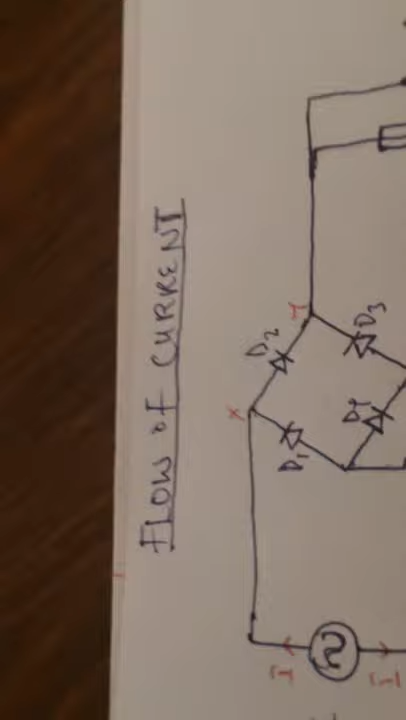 FLOW of CURRENT
D2
Y
D3
X
D1
D4
I
I